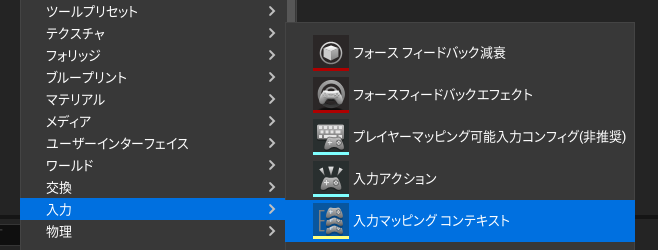 ツールプリセット
テクスチャ
フォリッジ
ブループリント
マテリアル
メディア
ユーザーインターフェイス
ワールド
交換
入力
物理
フォース フィードバック減衰
フォースフィードバックエフェクト
プレイヤーマッピング可能入力コンフィグ(非推奨)
入力アクション
入力マッピング コンテキスト